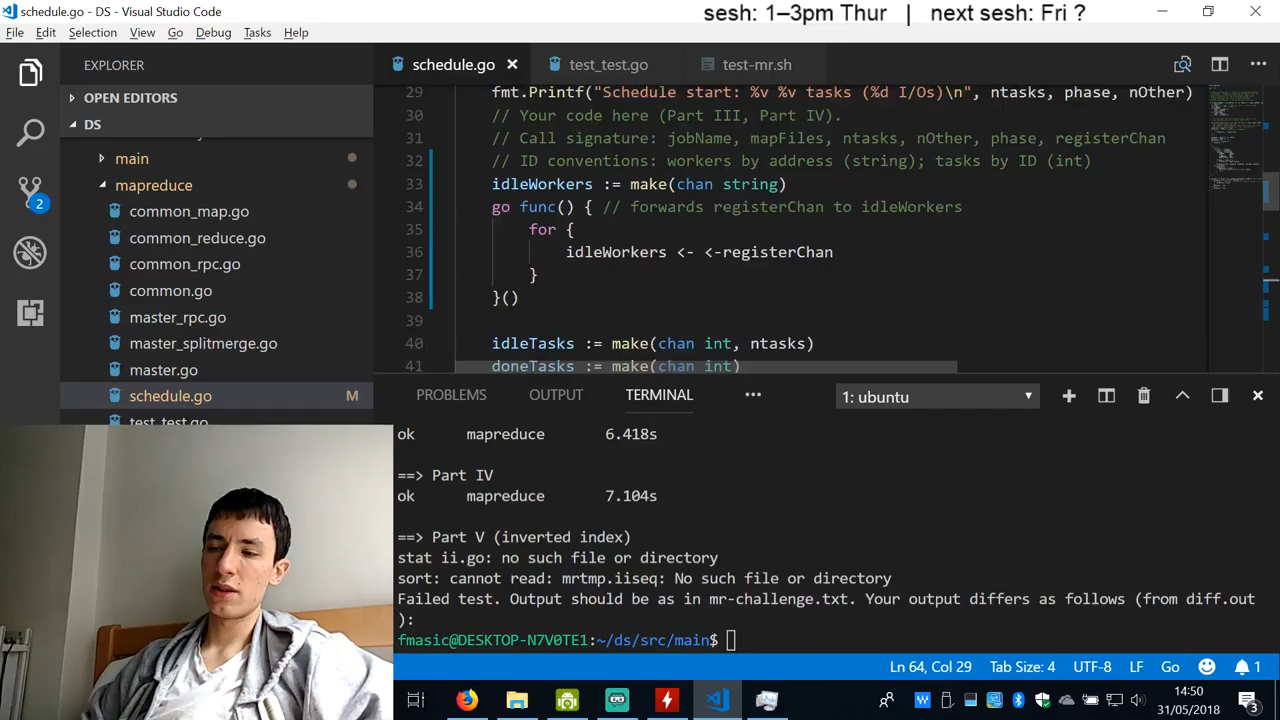 sesh: 1–3pm Thur | next sesh: Fri ?
schedule.go - DS - Visual Studio Code
File Edit Selection View Go Debug Tasks Help
EXPLORER
schedule.go
test_test.go
test-mr.sh
OPEN EDITORS
DS
main
mapreduce
common_map.go
common_reduce.go
common_rpc.go
common.go
master_rpc.go
master_splitmerge.go
master.go
schedule.go M
test_test.go
2
29 fmt.Printf("Schedule start: %v %v tasks (%d I/Os)\n", ntasks, phase, nOther)
30 // Your code here (Part III, Part IV).
31 // Call signature: jobName, mapFiles, ntasks, nOther, phase, registerChan
32 // ID conventions: workers by address (string); tasks by ID (int)
33 idleWorkers := make(chan string)
34 go func() { // forwards registerChan to idleWorkers
35 for {
36 idleWorkers <- <-registerChan
37 }
38 }()
39
40 idleTasks := make(chan int, ntasks)
41 doneTasks := make(chan int)
PROBLEMS OUTPUT TERMINAL ••• 1: ubuntu
ok mapreduce 6.418s
==> Part IV
ok mapreduce 7.104s
==> Part V (inverted index)
stat ii.go: no such file or directory
sort: cannot read: mrtmp.iiseq: No such file or directory
Failed test. Output should be as in mr-challenge.txt. Your output differs as follows (from diff.out
):
fmasic@DESKTOP-N7V0TE1:~/ds/src/main$
Ln 64, Col 29 Tab Size: 4 UTF-8 LF Go 1
14:50
31/05/2018
3